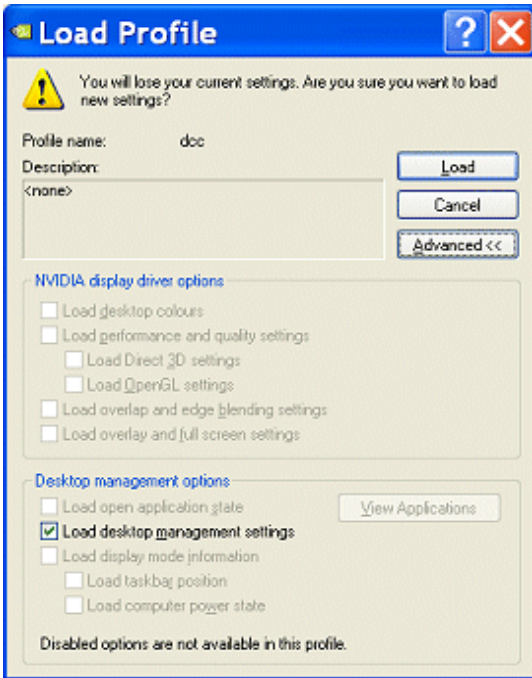 Load Profile
You will lose your current settings. Are you sure you want to load
new settings?
Profile name: dcc
Description:
<none>
Load
Cancel
Advanced <<
NVIDIA display driver options
Load desktop colours
Load performance and quality settings
Load Direct 3D settings
Load OpenGL settings
Load overlap and edge blending settings
Load overlay and full screen settings
Desktop management options
Load open application state
View Applications
Load desktop management settings
Load display mode information
Load taskbar position
Load computer power state
Disabled options are not available in this profile.